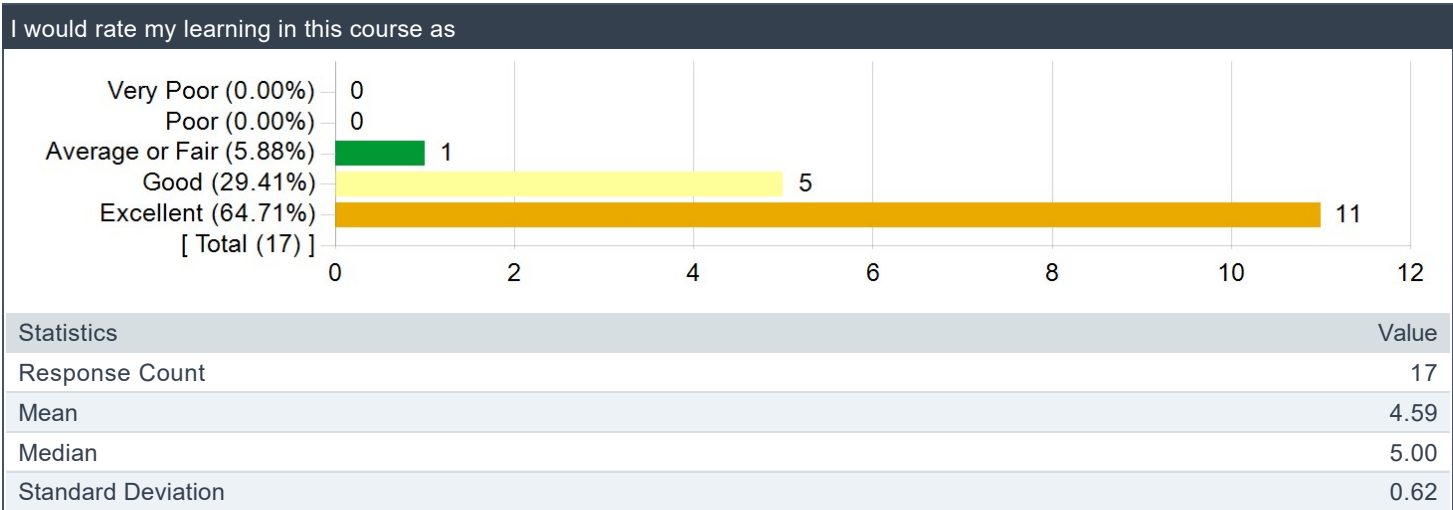 I would rate my learning in this course as
Very Poor (0.00%) 0
Poor (0.00%) 0
Average or Fair (5.88%) 1
Good (29.41%) 5
Excellent (64.71%) 11
[ Total (17) ]
0 2 4 6 8 10 12
Statistics Value
Response Count 17
Mean 4.59
Median 5.00
Standard Deviation 0.62